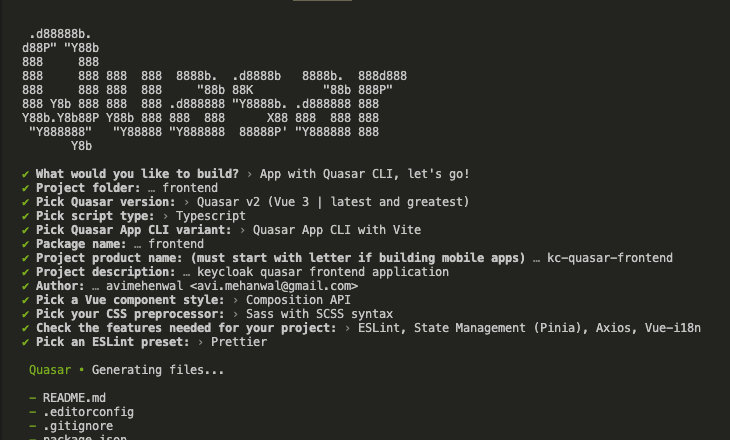 .d88888b.
d88P" "Y88b
888     888
888     888 888  888  8888b.  .d8888b   8888b.  888d888
888     888 888  888     "88b 88K          "88b 888P"
888 Y8b 888 888  888 .d888888 "Y8888b. .d888888 888
Y88b.Y8b88P Y88b 888 888  888      X88 888  888 888
 "Y888888"   "Y88888 "Y888888  88888P' "Y888888 888
       Y8b
✔ What would you like to build? › App with Quasar CLI, let's go!
✔ Project folder: … frontend
✔ Pick Quasar version: › Quasar v2 (Vue 3 | latest and greatest)
✔ Pick script type: › Typescript
✔ Pick Quasar App CLI variant: › Quasar App CLI with Vite
✔ Package name: … frontend
✔ Project product name: (must start with letter if building mobile apps) … kc-quasar-frontend
✔ Project description: … keycloak quasar frontend application
✔ Author: … avimehenwal <avi.mehanwal@gmail.com>
✔ Pick a Vue component style: › Composition API
✔ Pick your CSS preprocessor: › Sass with SCSS syntax
✔ Check the features needed for your project: › ESLint, State Management (Pinia), Axios, Vue-i18n
✔ Pick an ESLint preset: › Prettier
Quasar • Generating files...
– README.md
– .editorconfig
– .gitignore
– package.json